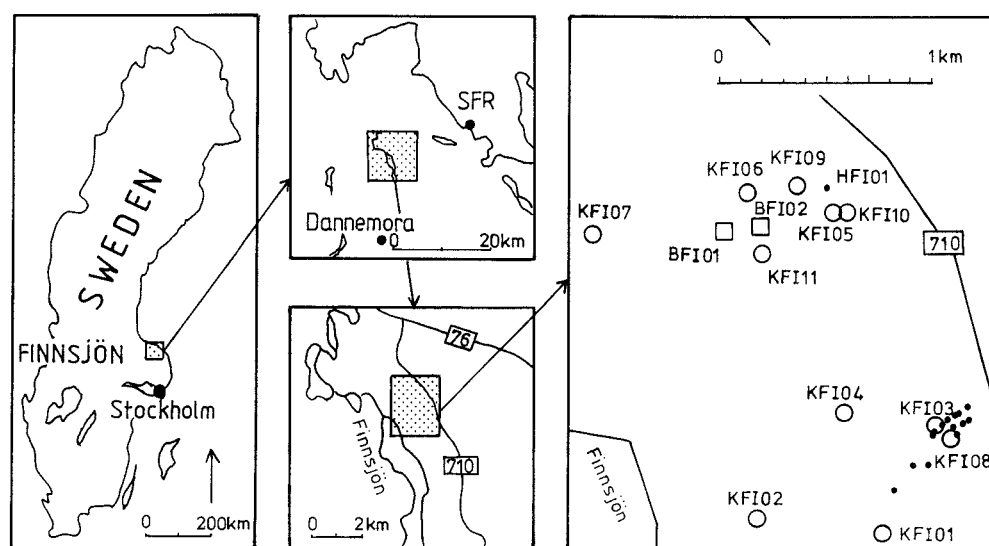 SWEDEN
FINNSJÖN
Stockholm
0 200km
SFR
Dannemora
0 20km
76
Finnsjön
710
0 2km
0 1km
KFI09
KFI06
HFI01
KFI07
BFI02
KFI10
KFI05
710
BFI01
KFI11
KFI04
KFI03
KFI08
Finnsjön
KFI02
KFI01